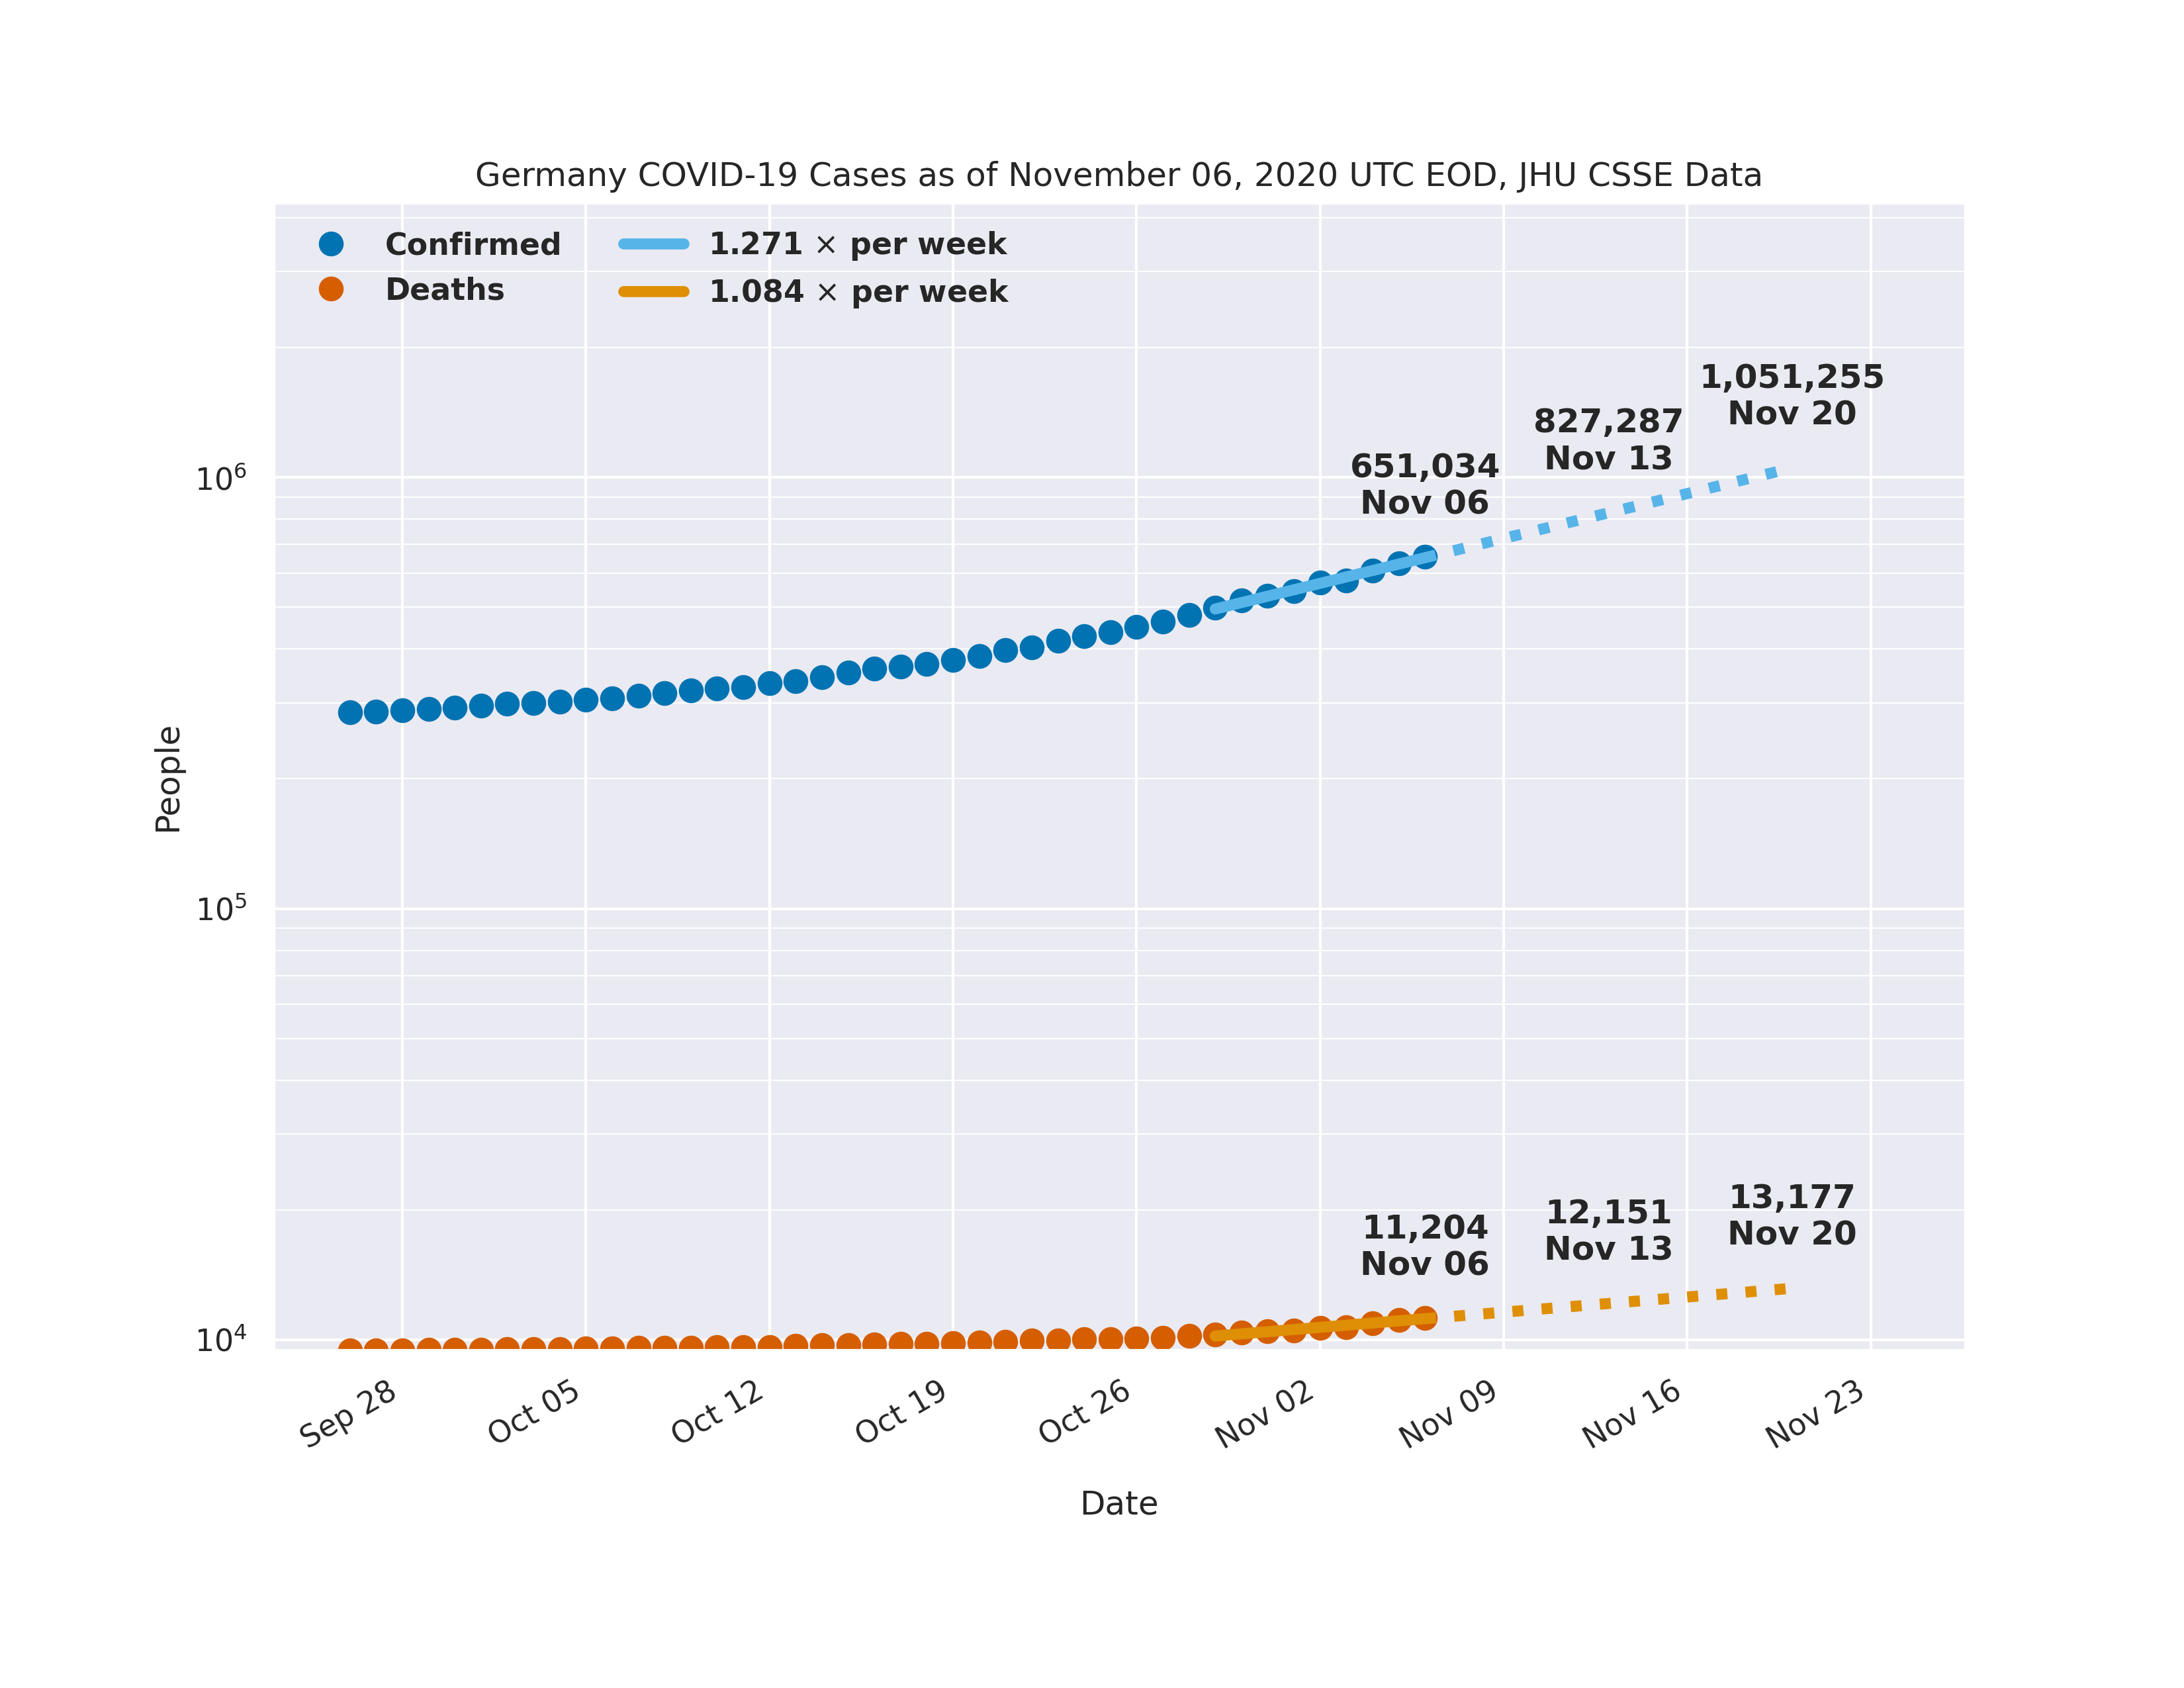 Germany COVID-19 Cases as of November 06, 2020 UTC EOD, JHU CSSE Data
Confirmed
Deaths
1.271 × per week
1.084 × per week
1,051,255
Nov 20
827,287
Nov 13
651,034
Nov 06
10⁶
10⁵
10⁴
People
13,177
Nov 20
12,151
Nov 13
11,204
Nov 06
Sep 28
Oct 05
Oct 12
Oct 19
Oct 26
Nov 02
Nov 09
Nov 16
Nov 23
Date